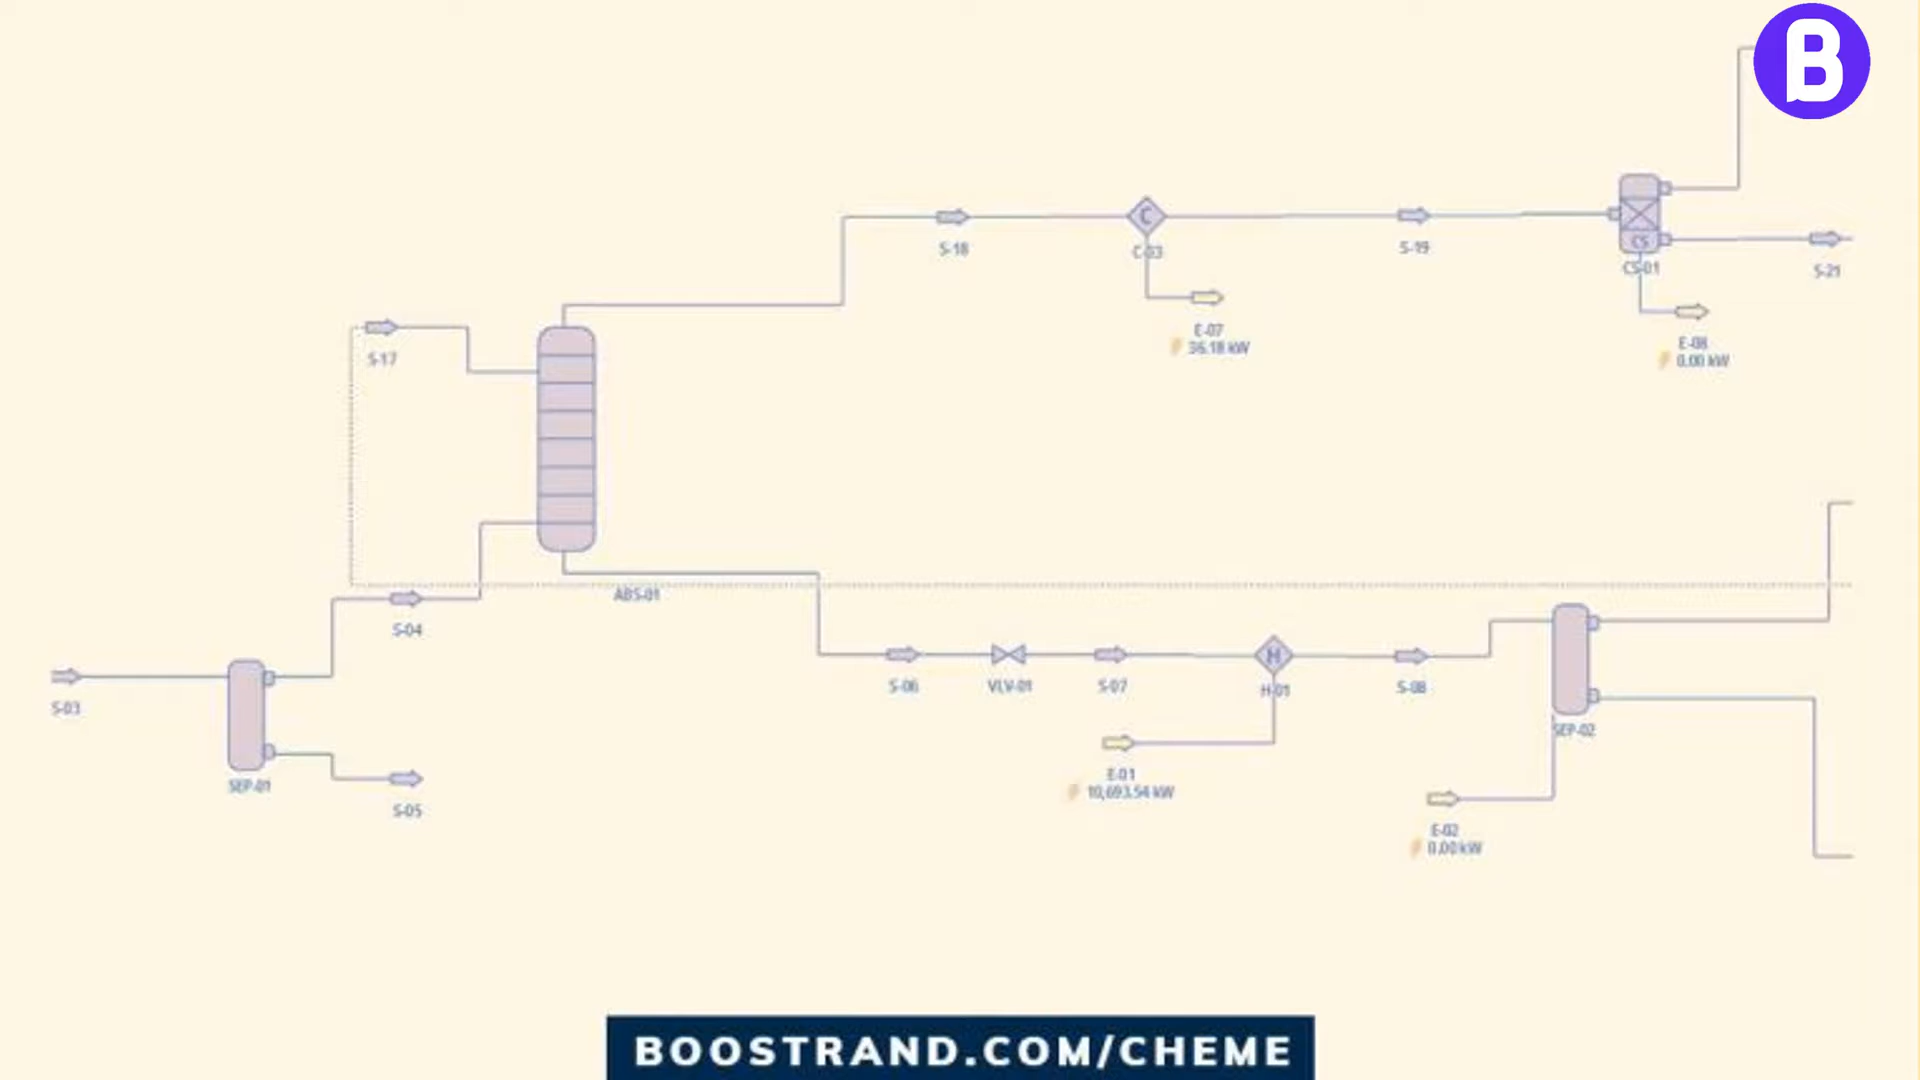 B
S-18
C
C-03
S-19
CS
CS-01
S-21
E-07
36.18 kW
E-08
0.00 kW
S-17
ABS-01
S-04
S-03
SEP-01
S-05
S-06
VLV-01
S-07
H
H-01
S-08
SEP-02
E-01
10,693.54 kW
E-02
0.00 kW
BOOSTRAND.COM/CHEME